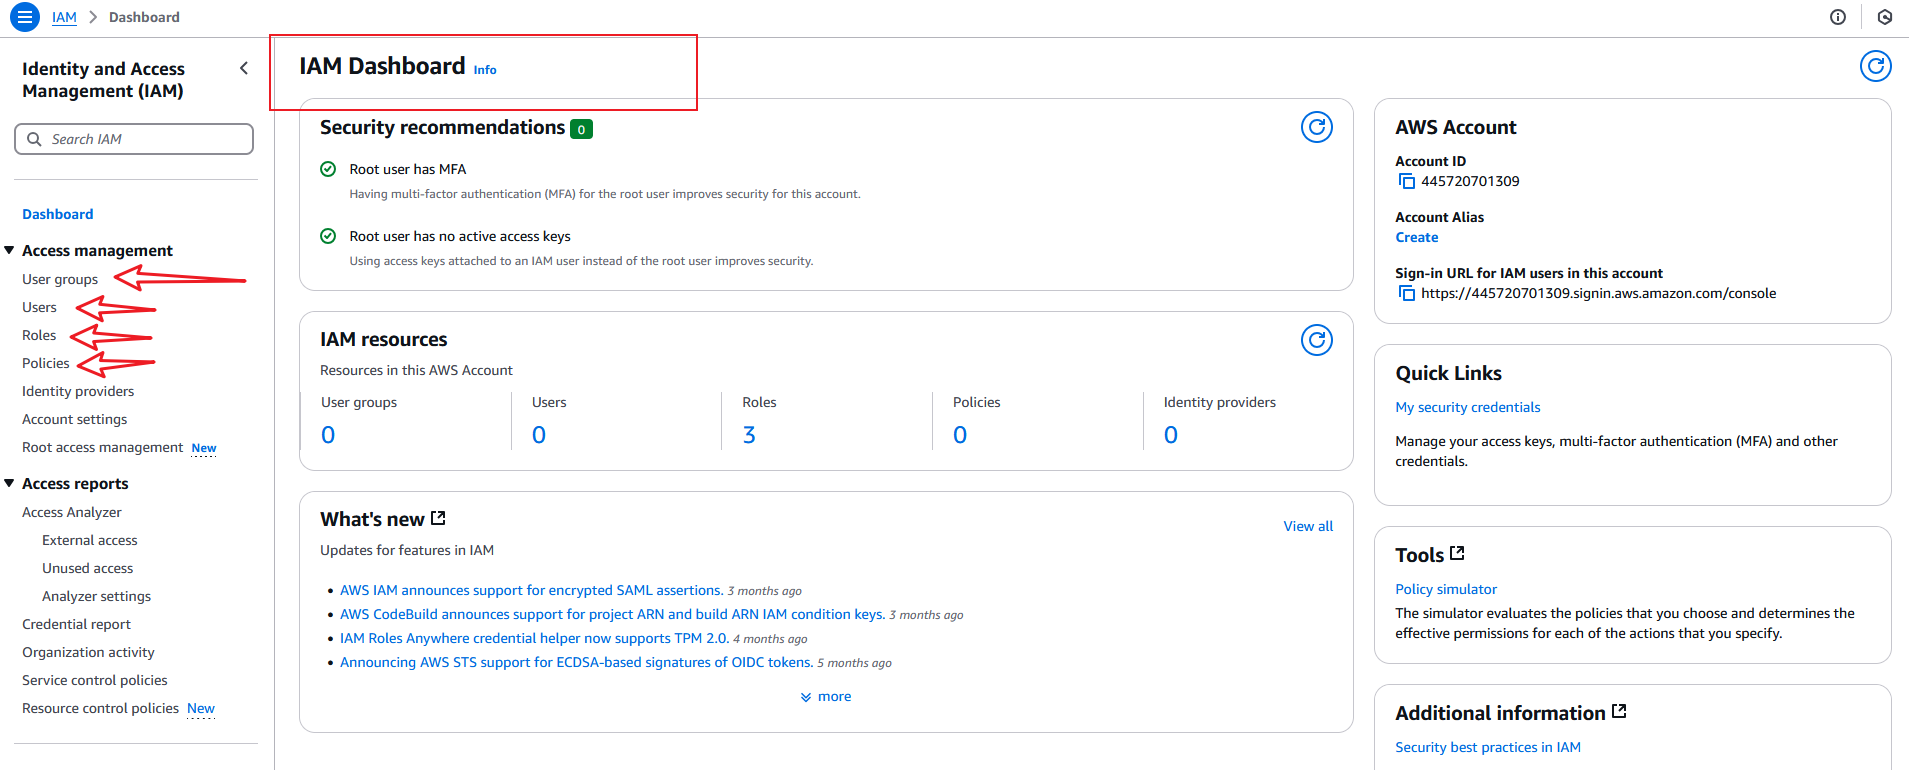 IAM
Dashboard
Identity and Access
Management (IAM)
Search IAM
Dashboard
Access management
User groups
Users
Roles
Policies
Identity providers
Account settings
Root access management New
Access reports
Access Analyzer
External access
Unused access
Analyzer settings
Credential report
Organization activity
Service control policies
Resource control policies New
IAM Dashboard Info
Security recommendations 0
Root user has MFA
Having multi-factor authentication (MFA) for the root user improves security for this account.
Root user has no active access keys
Using access keys attached to an IAM user instead of the root user improves security.
IAM resources
Resources in this AWS Account
User groups
0
Users
0
Roles
3
Policies
0
Identity providers
0
What's new
View all
Updates for features in IAM
AWS IAM announces support for encrypted SAML assertions. 3 months ago
AWS CodeBuild announces support for project ARN and build ARN IAM condition keys. 3 months ago
IAM Roles Anywhere credential helper now supports TPM 2.0. 4 months ago
Announcing AWS STS support for ECDSA-based signatures of OIDC tokens. 5 months ago
more
AWS Account
Account ID
445720701309
Account Alias
Create
Sign-in URL for IAM users in this account
https://445720701309.signin.aws.amazon.com/console
Quick Links
My security credentials
Manage your access keys, multi-factor authentication (MFA) and other
credentials.
Tools
Policy simulator
The simulator evaluates the policies that you choose and determines the
effective permissions for each of the actions that you specify.
Additional information
Security best practices in IAM